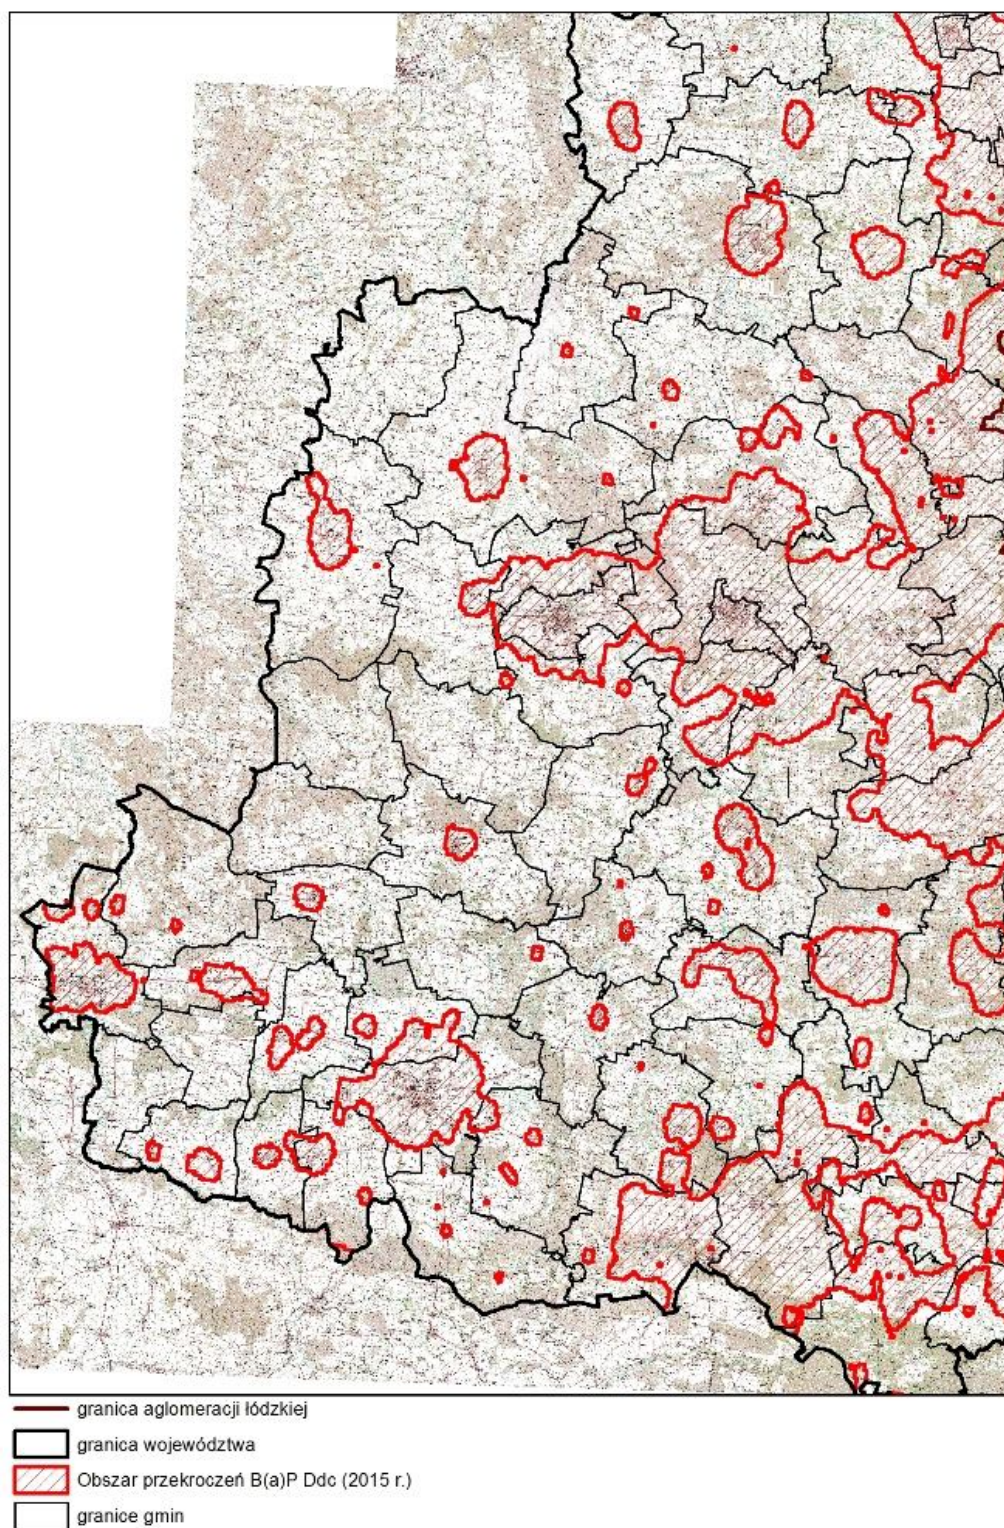 granica aglomeracji łódzkiej
granica województwa
Obszar przekroczeń B(a)P Ddc (2015 r.)
granice gmin